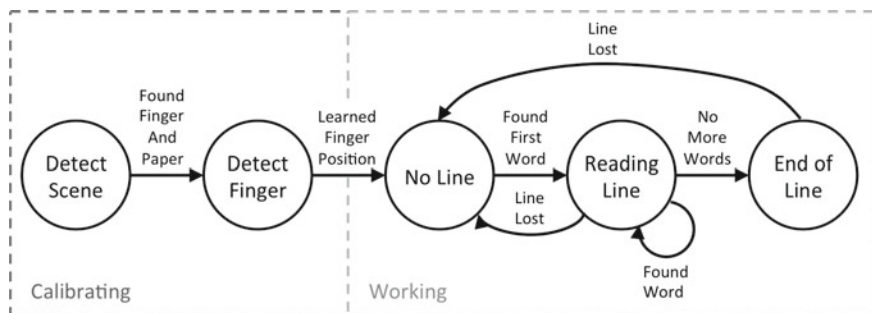 Line
Lost
Found
Finger
And
Paper
Learned
Finger
Position
Found
First
Word
No
More
Words
Detect
Scene
Detect
Finger
No Line
Reading
Line
End of
Line
Line
Lost
Found
Word
Calibrating
Working